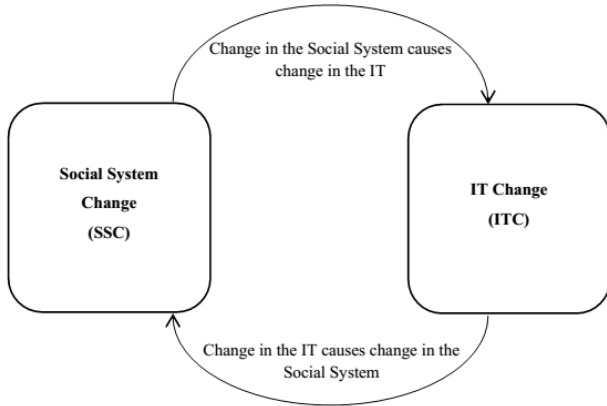 Change in the Social System causes
change in the IT
Social System
Change
(SSC)
IT Change
(ITC)
Change in the IT causes change in the
Social System